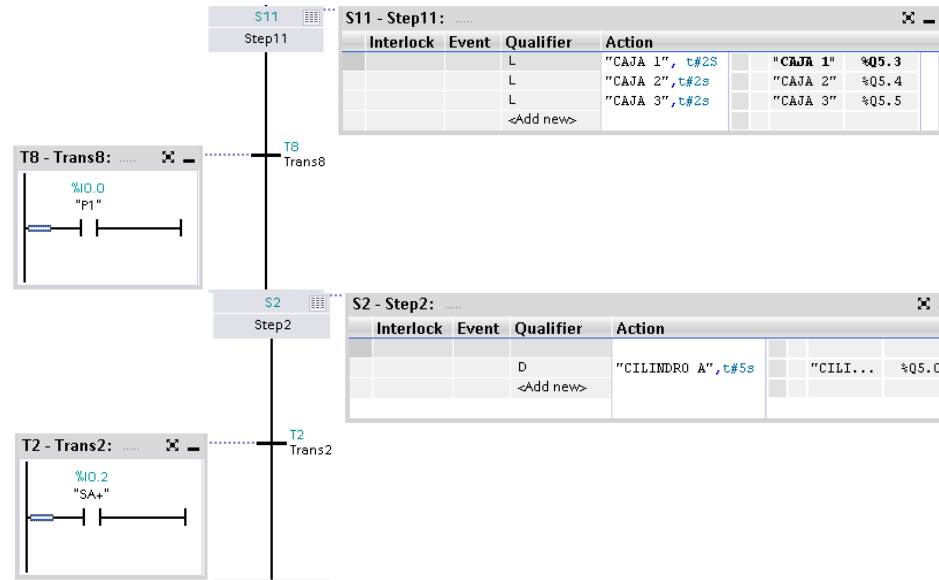 S11
Step11
S11 - Step11: .....
Interlock Event Qualifier Action
L "CAJA 1", t#2S "CAJA 1" %Q5.3
L "CAJA 2",t#2s "CAJA 2" %Q5.4
L "CAJA 3",t#2s "CAJA 3" %Q5.5
<Add new>
T8 - Trans8: .....
T8
Trans8
%I0.0
"P1"
S2
Step2
S2 - Step2: .....
Interlock Event Qualifier Action
D "CILINDRO A",t#5s "CILI... %Q5.0
<Add new>
T2 - Trans2: .....
T2
Trans2
%I0.2
"SA+"